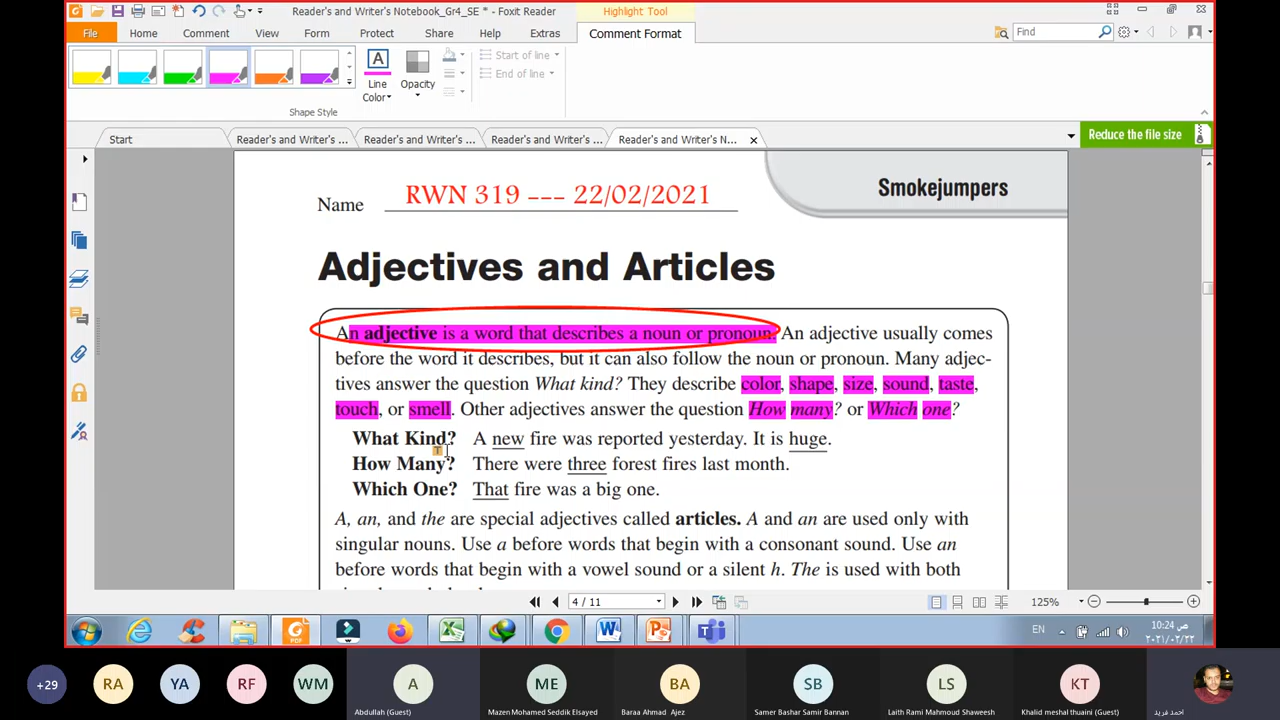 Reader's and Writer's Notebook_Gr4_SE * - Foxit Reader
Highlight Tool
File Home Comment View Form Protect Share Help Extras Comment Format
Find
Line Color
Opacity
Start of line
End of line
Shape Style
Start
Reader's and Writer's ...
Reader's and Writer's ...
Reader's and Writer's ...
Reader's and Writer's N...
Reduce the file size
Name RWN 319 --- 22/02/2021
Smokejumpers
Adjectives and Articles
An adjective is a word that describes a noun or pronoun. An adjective usually comes
before the word it describes, but it can also follow the noun or pronoun. Many adjec-
tives answer the question What kind? They describe color, shape, size, sound, taste,
touch, or smell. Other adjectives answer the question How many? or Which one?
What Kind? A new fire was reported yesterday. It is huge.
How Many? There were three forest fires last month.
Which One? That fire was a big one.
A, an, and the are special adjectives called articles. A and an are used only with
singular nouns. Use a before words that begin with a consonant sound. Use an
before words that begin with a vowel sound or a silent h. The is used with both
4 / 11
125%
EN
10:24 ص
٢٠٢١/٠٢/٢٢
+29
RA
YA
RF
WM
A
Abdullah (Guest)
ME
Mazen Mohamed Seddik Elsayed
BA
Baraa Ahmad Ajez
SB
Samer Bashar Samir Bannan
LS
Laith Rami Mahmoud Shaweesh
KT
Khalid meshal thuaini (Guest)
احمد فريد